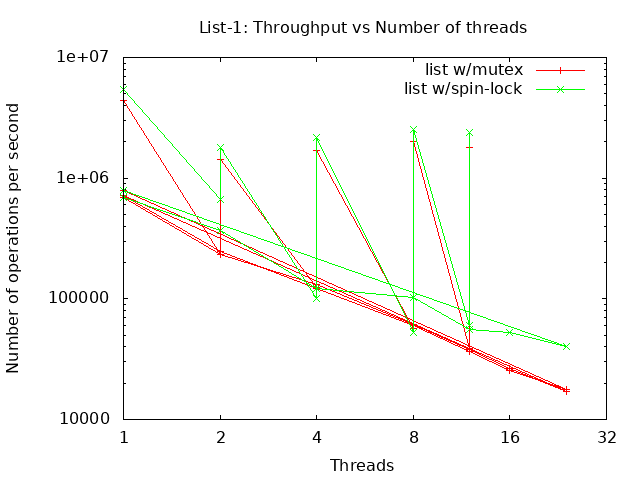 List-1: Throughput vs Number of threads
1e+07
list w/mutex
list w/spin-lock
1e+06
Number of operations per second
100000
10000
1 2 4 8 16 32
Threads